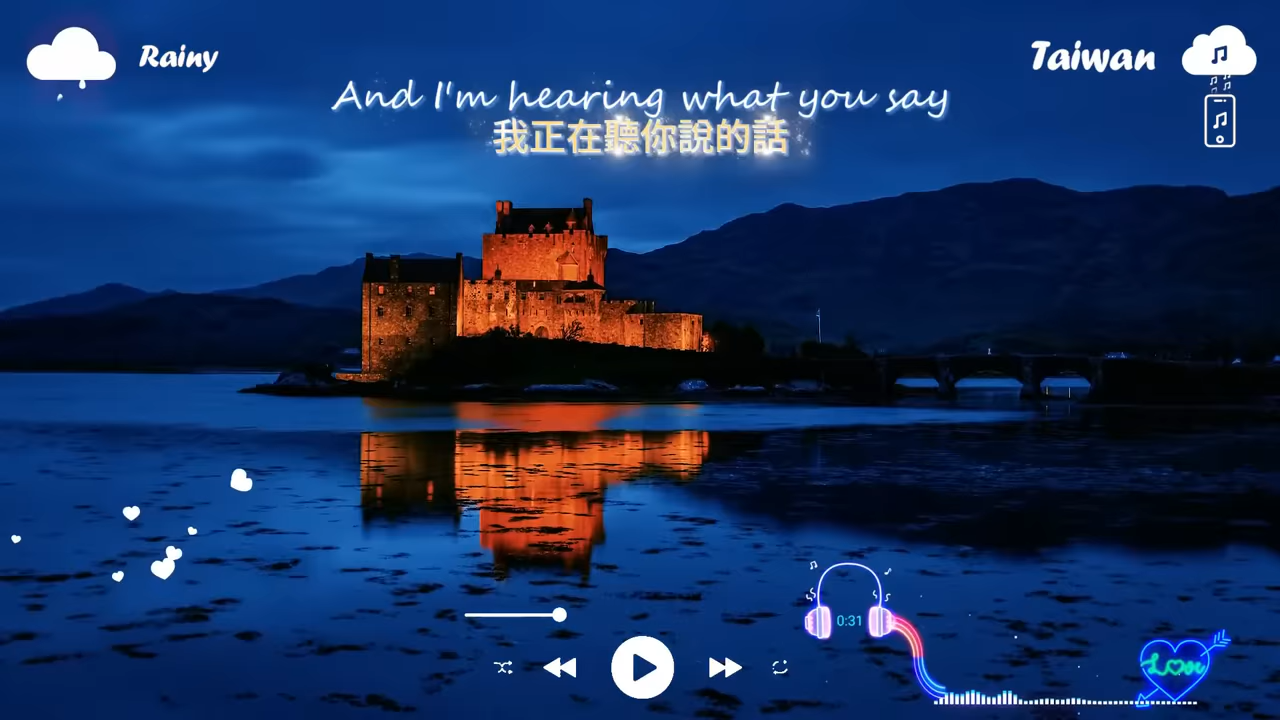 Rainy
Taiwan
And I'm hearing what you say
我正在聽你說的話
0:31
Love